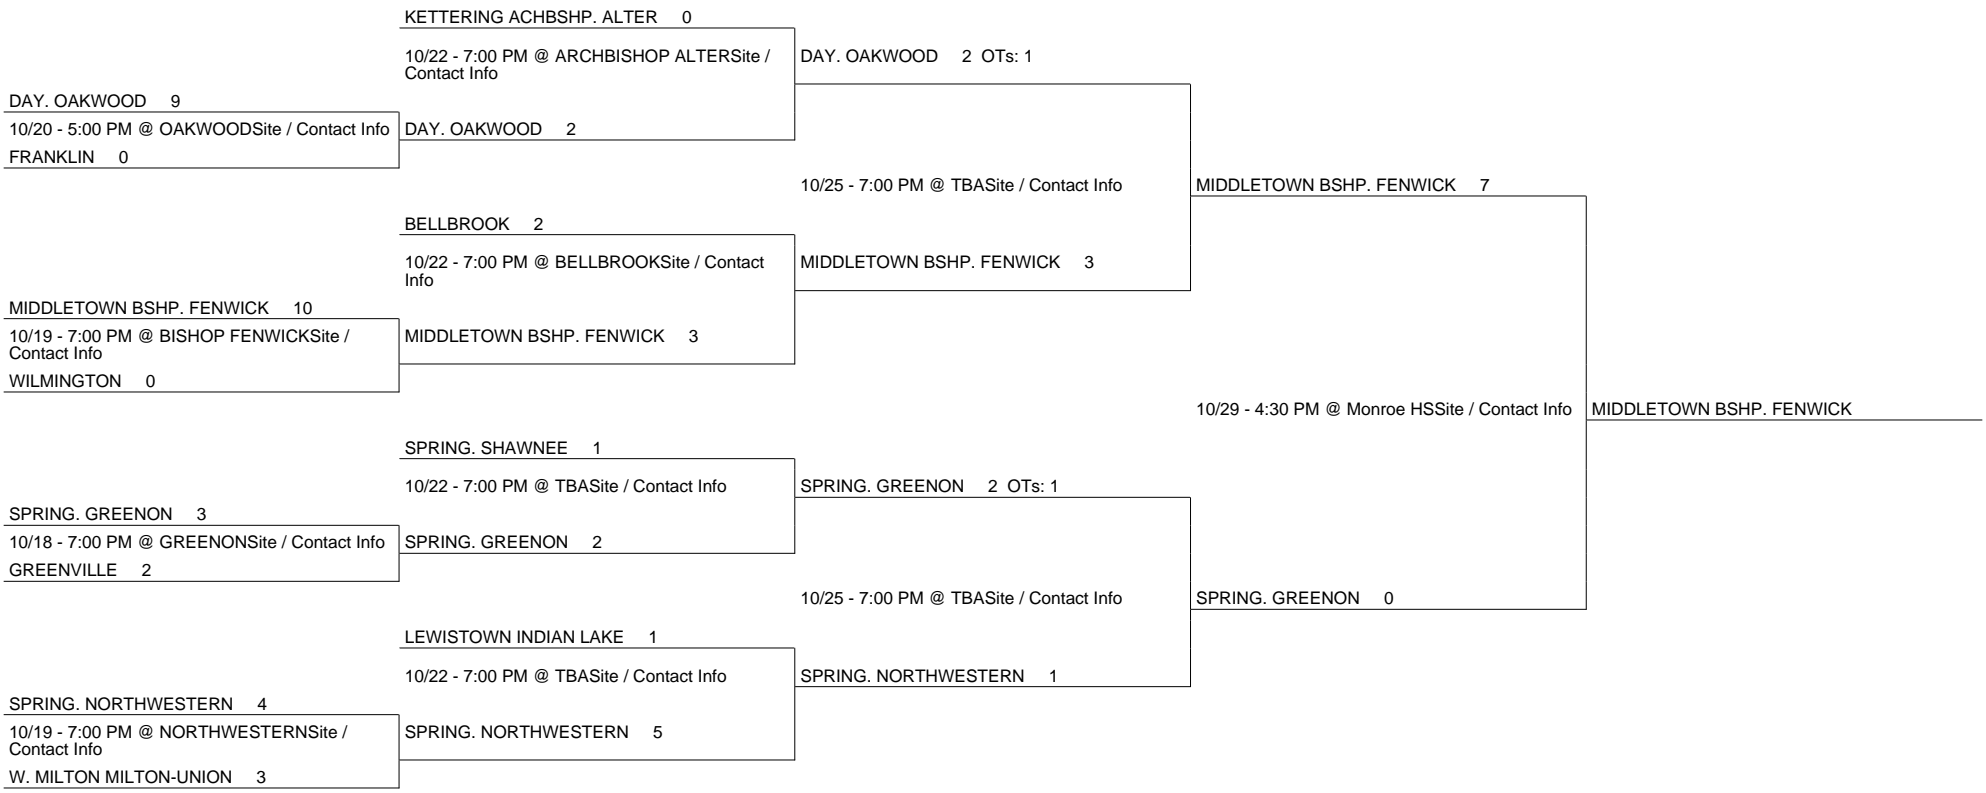 KETTERING ACHBSHP. ALTER 0
10/22 - 7:00 PM @ ARCHBISHOP ALTERSite /
Contact Info
DAY. OAKWOOD 2 OTs: 1
DAY. OAKWOOD 9
10/20 - 5:00 PM @ OAKWOODSite / Contact Info
DAY. OAKWOOD 2
FRANKLIN 0
10/25 - 7:00 PM @ TBASite / Contact Info
MIDDLETOWN BSHP. FENWICK 7
BELLBROOK 2
10/22 - 7:00 PM @ BELLBROOKSite / Contact
Info
MIDDLETOWN BSHP. FENWICK 3
MIDDLETOWN BSHP. FENWICK 10
10/19 - 7:00 PM @ BISHOP FENWICKSite /
Contact Info
MIDDLETOWN BSHP. FENWICK 3
WILMINGTON 0
10/29 - 4:30 PM @ Monroe HSSite / Contact Info
MIDDLETOWN BSHP. FENWICK
SPRING. SHAWNEE 1
10/22 - 7:00 PM @ TBASite / Contact Info
SPRING. GREENON 2 OTs: 1
SPRING. GREENON 3
10/18 - 7:00 PM @ GREENONSite / Contact Info
SPRING. GREENON 2
GREENVILLE 2
10/25 - 7:00 PM @ TBASite / Contact Info
SPRING. GREENON 0
LEWISTOWN INDIAN LAKE 1
10/22 - 7:00 PM @ TBASite / Contact Info
SPRING. NORTHWESTERN 1
SPRING. NORTHWESTERN 4
10/19 - 7:00 PM @ NORTHWESTERNSite /
Contact Info
SPRING. NORTHWESTERN 5
W. MILTON MILTON-UNION 3